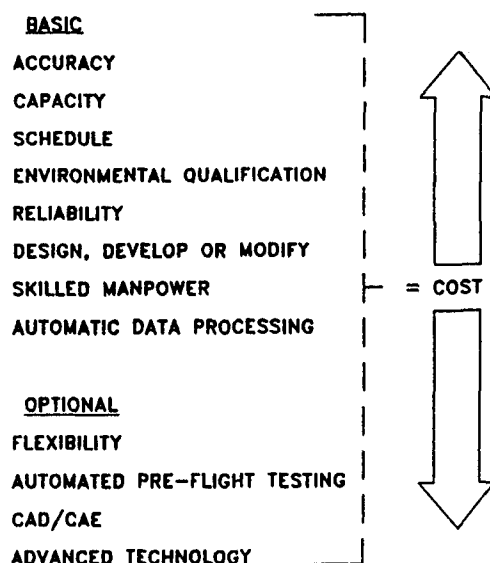 BASIC
ACCURACY
CAPACITY
SCHEDULE
ENVIRONMENTAL QUALIFICATION
RELIABILITY
DESIGN, DEVELOP OR MODIFY
SKILLED MANPOWER
= COST
AUTOMATIC DATA PROCESSING
OPTIONAL
FLEXIBILITY
AUTOMATED PRE-FLIGHT TESTING
CAD/CAE
ADVANCED TECHNOLOGY